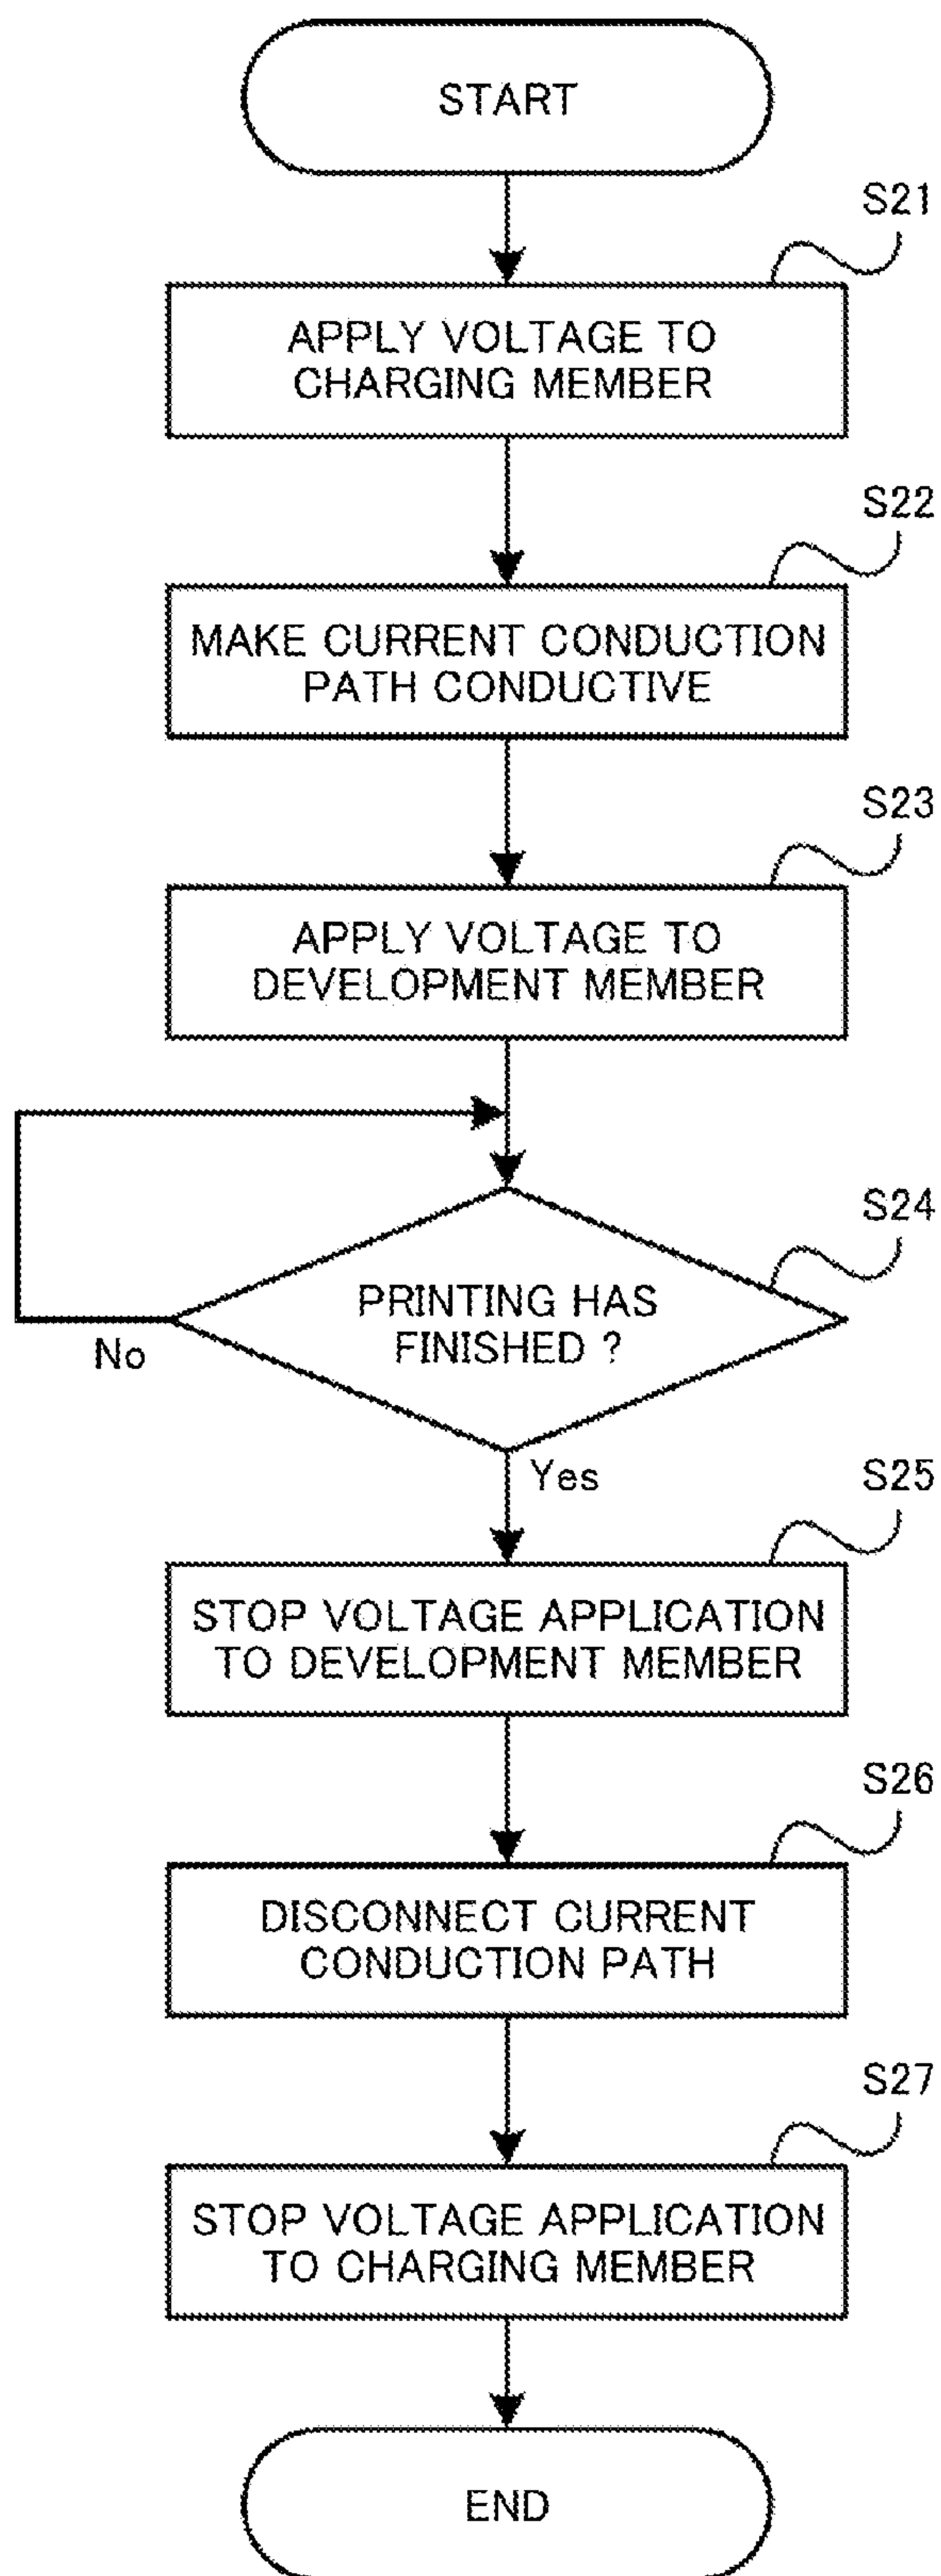 START
S21
APPLY VOLTAGE TO
CHARGING MEMBER
S22
MAKE CURRENT CONDUCTION
PATH CONDUCTIVE
S23
APPLY VOLTAGE TO
DEVELOPMENT MEMBER
S24
PRINTING HAS
FINISHED ?
No
Yes
S25
STOP VOLTAGE APPLICATION
TO DEVELOPMENT MEMBER
S26
DISCONNECT CURRENT
CONDUCTION PATH
S27
STOP VOLTAGE APPLICATION
TO CHARGING MEMBER
END